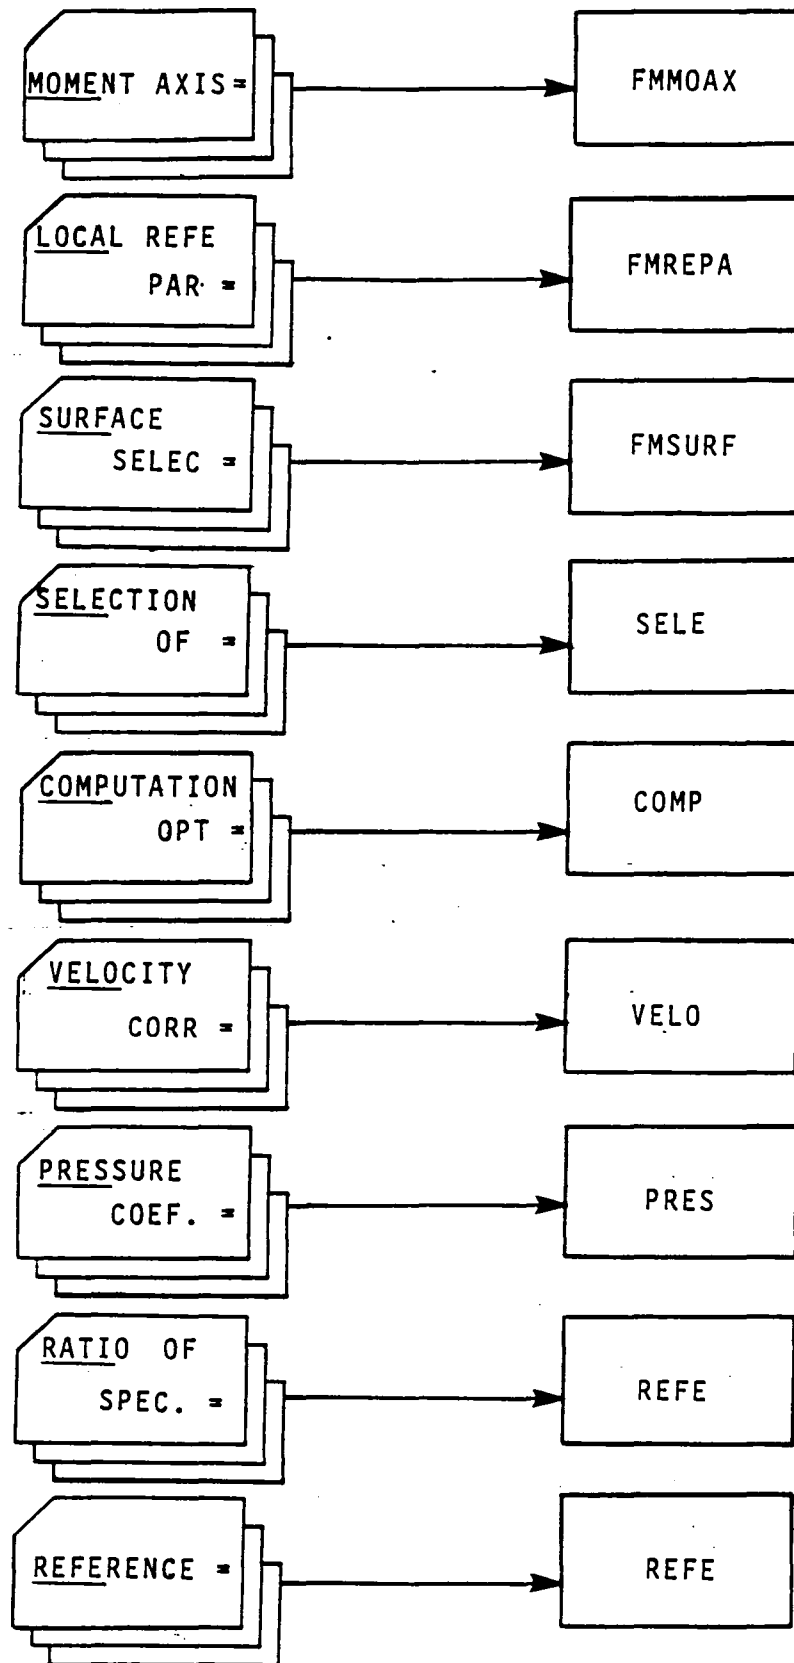 MOMENT AXIS=
FMMOAX
LOCAL REFE
PAR. =
FMREPA
SURFACE
SELEC =
FMSURF
SELECTION
OF =
SELE
COMPUTATION
OPT =
COMP
VELOCITY
CORR =
VELO
PRESSURE
COEF. =
PRES
RATIO OF
SPEC. =
REFE
REFERENCE =
REFE